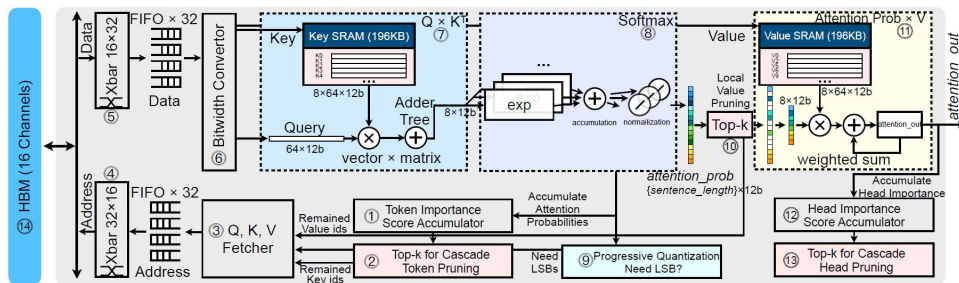 HBM (16 Channels)
⑭
Data
Xbar 16×32
⑤
FIFO × 32
Data
Bitwidth Convertor
⑥
Key
Key SRAM (196KB)
...
8×64×12b
Q × KT
⑦
Query
64×12b
vector × matrix
Adder
Tree
8×12b
Softmax
⑧
...
exp
accumulation
normalization
attention_prob
{sentence_length}×12b
Local
Value
Pruning
Top-k
⑩
Attention Prob × V
⑪
Value
Value SRAM (196KB)
...
8×64×12b
8×12b
attention_out
weighted sum
attention out
Address
④
Xbar 32×16
FIFO × 32
Address
③ Q, K, V
Fetcher
Remained
Value ids
Remained
Key ids
① Token Importance
Score Accumulator
② Top-k for Cascade
Token Pruning
Accumulate
Attention
Probabilities
Need
LSBs
⑨ Progressive Quantization
Need LSB?
Accumulate
Head Importance
⑫ Head Importance
Score Accumulator
⑬ Top-k for Cascade
Head Pruning